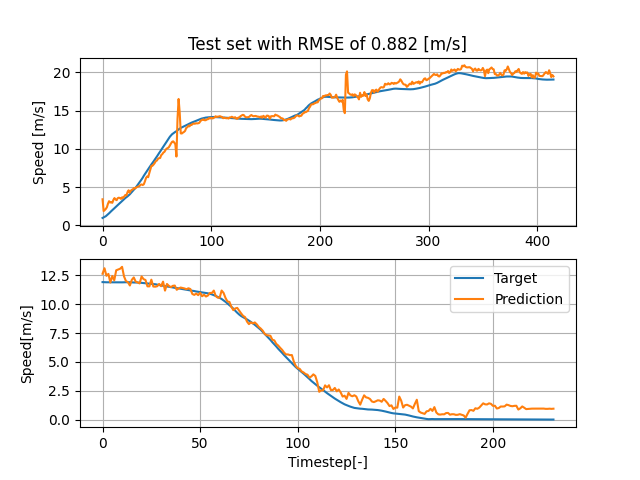 Test set with RMSE of 0.882 [m/s]
20
15
10
5
0
Speed [m/s]
0 100 200 300 400
12.5
10.0
7.5
5.0
2.5
0.0
Speed[m/s]
Target
Prediction
0 50 100 150 200
Timestep[-]